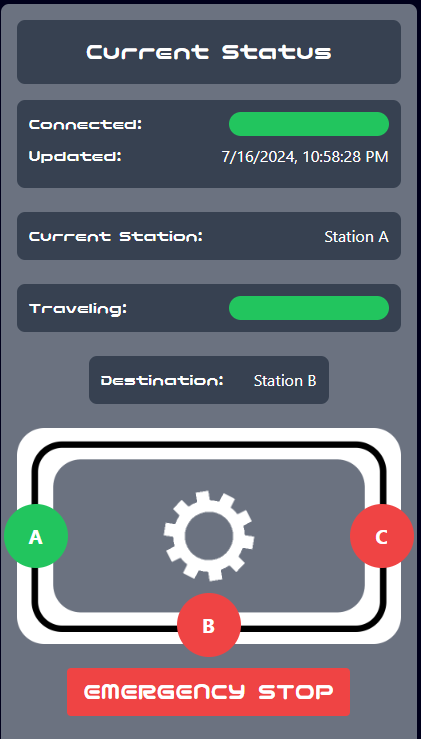 Current Status
Connected:
Updated: 7/16/2024, 10:58:28 PM
Current Station: Station A
Traveling:
Destination: Station B
A
C
B
EMERGENCY STOP